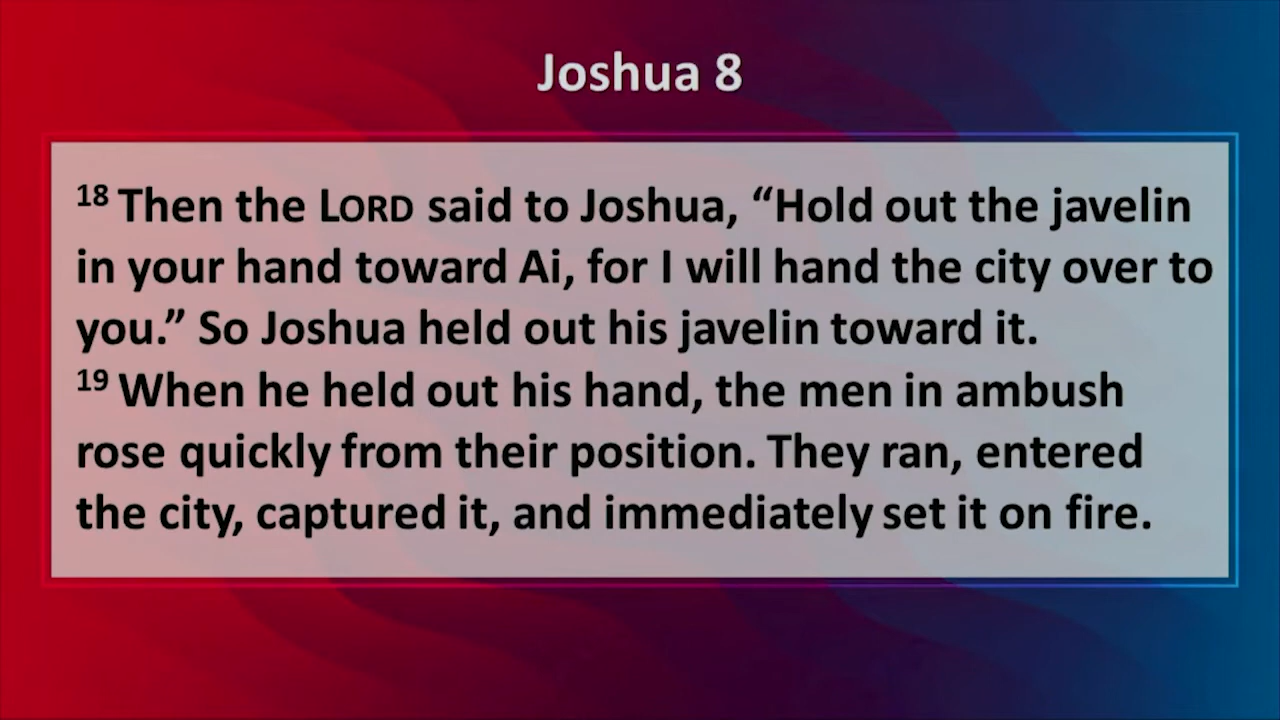 Joshua 8
18 Then the LORD said to Joshua, “Hold out the javelin
in your hand toward Ai, for I will hand the city over to
you.” So Joshua held out his javelin toward it.
19 When he held out his hand, the men in ambush
rose quickly from their position. They ran, entered
the city, captured it, and immediately set it on fire.